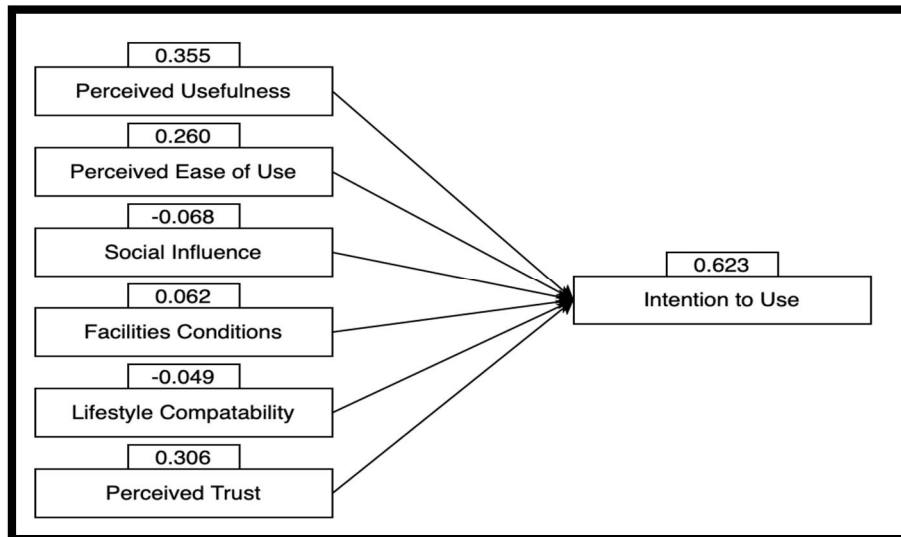 0.355
Perceived Usefulness
0.260
Perceived Ease of Use
-0.068
Social Influence
0.062
Facilities Conditions
-0.049
Lifestyle Compatability
0.306
Perceived Trust
0.623
Intention to Use